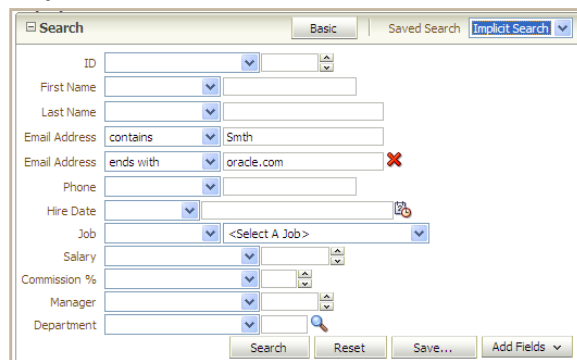 Search Basic Saved Search Implicit Search
ID
First Name
Last Name
Email Address contains Smth
Email Address ends with oracle.com
Phone
Hire Date
Job <Select A Job>
Salary
Commission %
Manager
Department
Search Reset Save... Add Fields